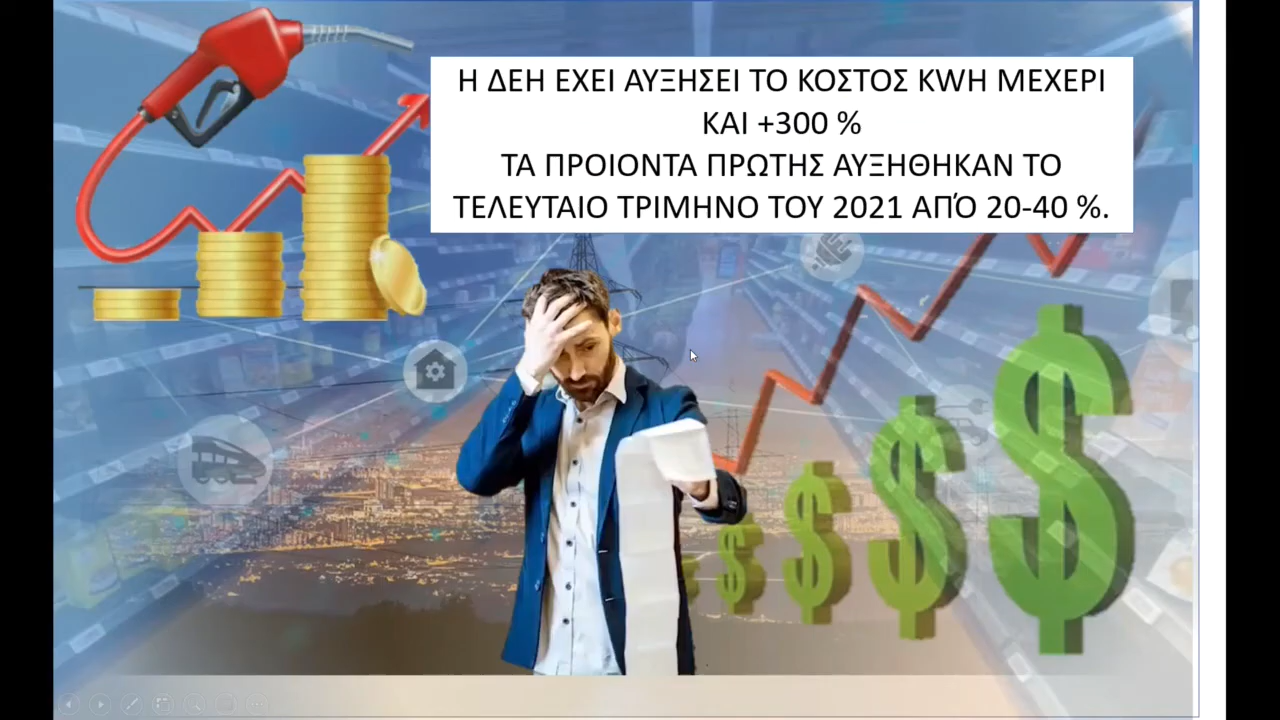 Η ΔΕΗ ΕΧΕΙ ΑΥΞΗΣΕΙ ΤΟ ΚΟΣΤΟΣ KWH ΜΕΧΕΡΙ
ΚΑΙ +300 %
ΤΑ ΠΡΟΙΟΝΤΑ ΠΡΩΤΗΣ ΑΥΞΗΘΗΚΑΝ ΤΟ
ΤΕΛΕΥΤΑΙΟ ΤΡΙΜΗΝΟ ΤΟΥ 2021 ΑΠΌ 20-40 %.